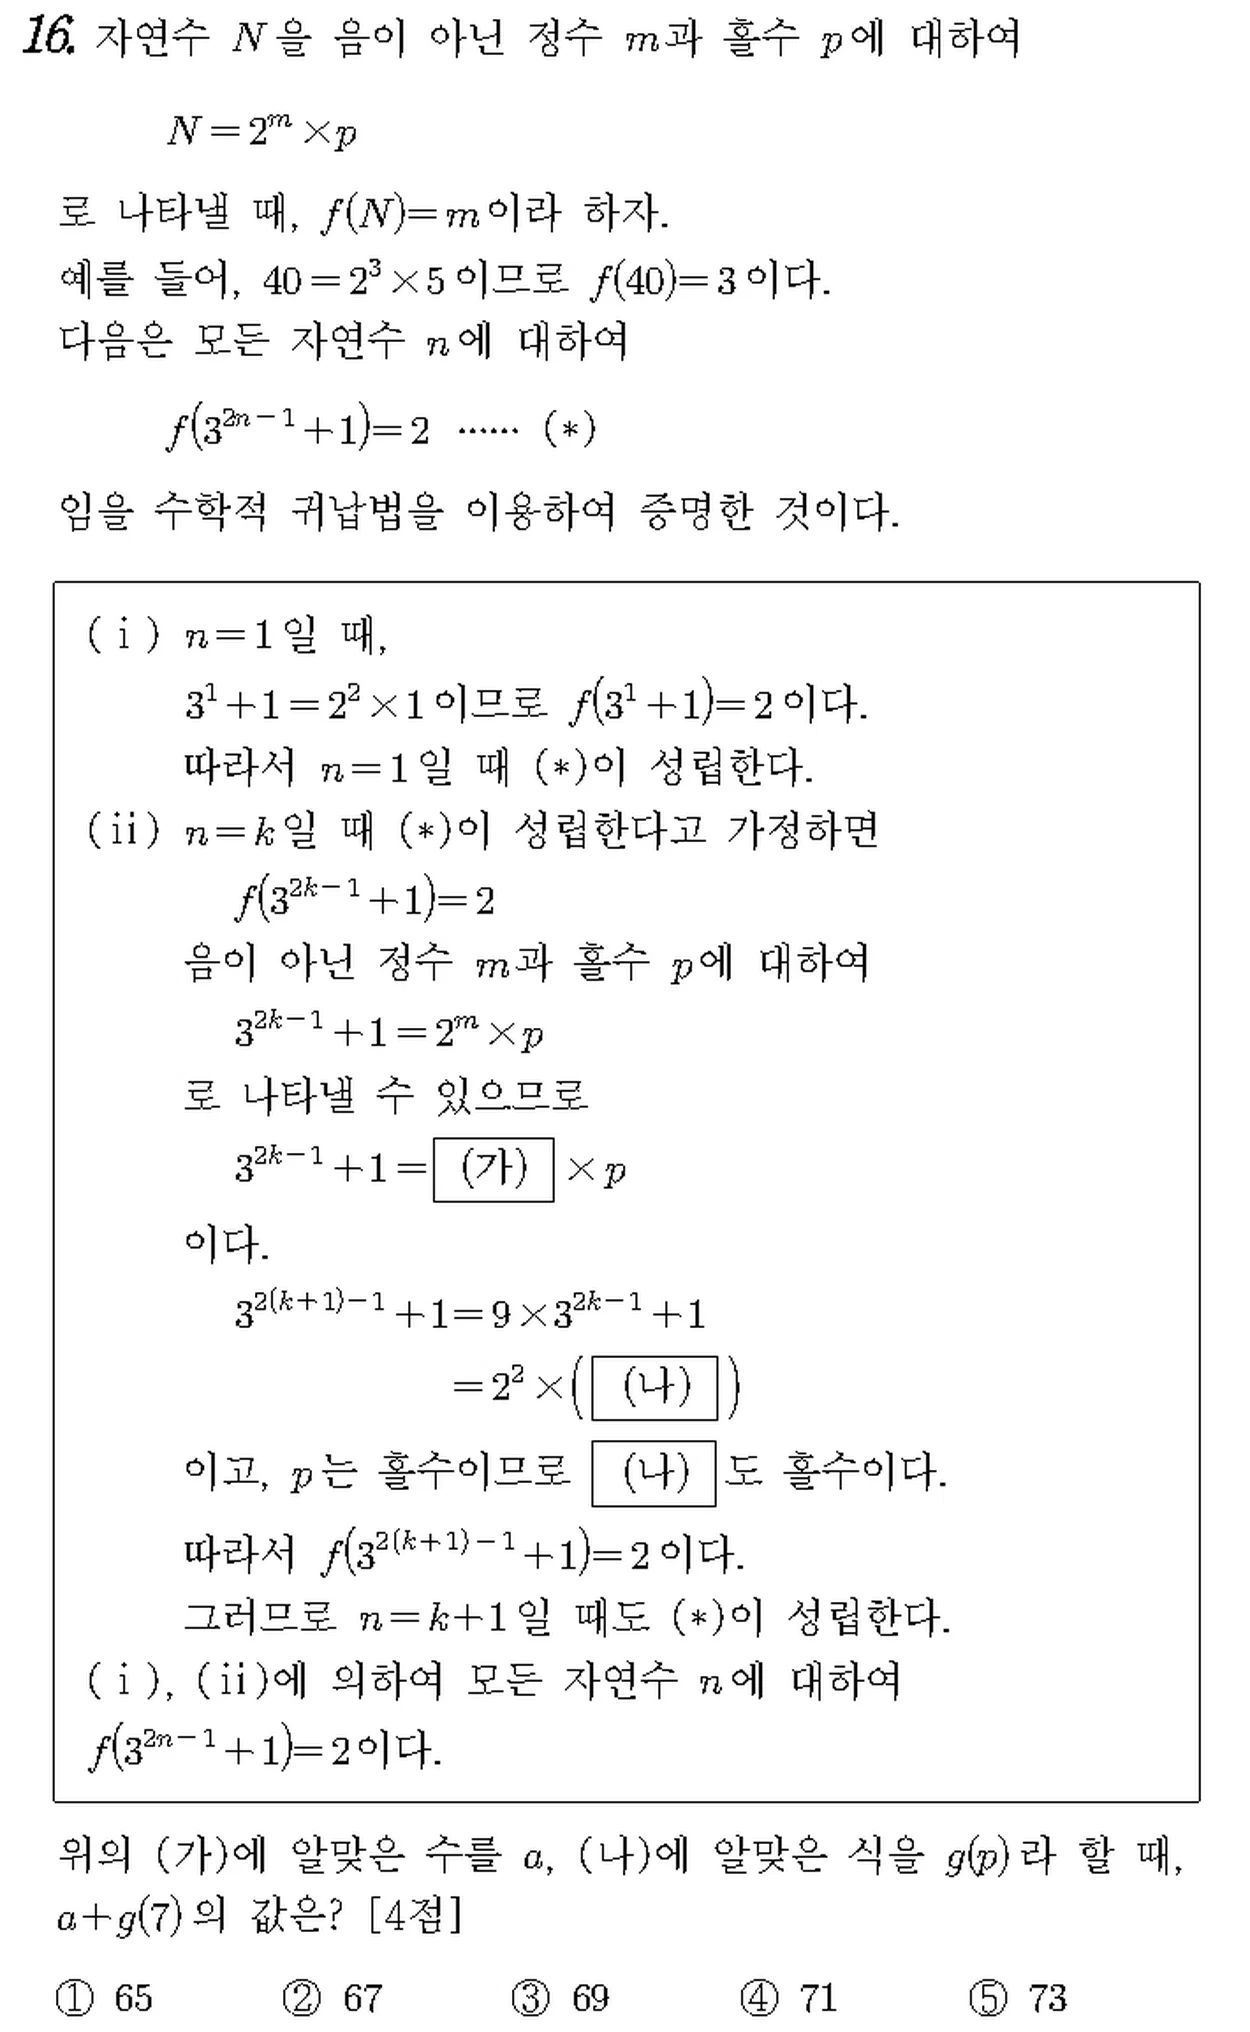 16. 자연수 N을 음이 아닌 정수 m과 홀수 p에 대하여
N=2^m×p
로 나타낼 때, f(N)=m이라 하자.
예를 들어, 40=2^3×5이므로 f(40)=3이다.
다음은 모든 자연수 n에 대하여
f(3^{2n-1}+1)=2 ······ (*)
임을 수학적 귀납법을 이용하여 증명한 것이다.
(ⅰ) n=1일 때,
3^1+1=2^2×1이므로 f(3^1+1)=2이다.
따라서 n=1일 때 (*)이 성립한다.
(ⅱ) n=k일 때 (*)이 성립한다고 가정하면
f(3^{2k-1}+1)=2
음이 아닌 정수 m과 홀수 p에 대하여
3^{2k-1}+1=2^m×p
로 나타낼 수 있으므로
3^{2k-1}+1= (가) ×p
이다.
3^{2(k+1)-1}+1=9×3^{2k-1}+1
=2^2×( (나) )
이고, p는 홀수이므로 (나) 도 홀수이다.
따라서 f(3^{2(k+1)-1}+1)=2이다.
그러므로 n=k+1일 때도 (*)이 성립한다.
(ⅰ), (ⅱ)에 의하여 모든 자연수 n에 대하여
f(3^{2n-1}+1)=2이다.
위의 (가)에 알맞은 수를 a, (나)에 알맞은 식을 g(p)라 할 때,
a+g(7)의 값은? [4점]
① 65 ② 67 ③ 69 ④ 71 ⑤ 73